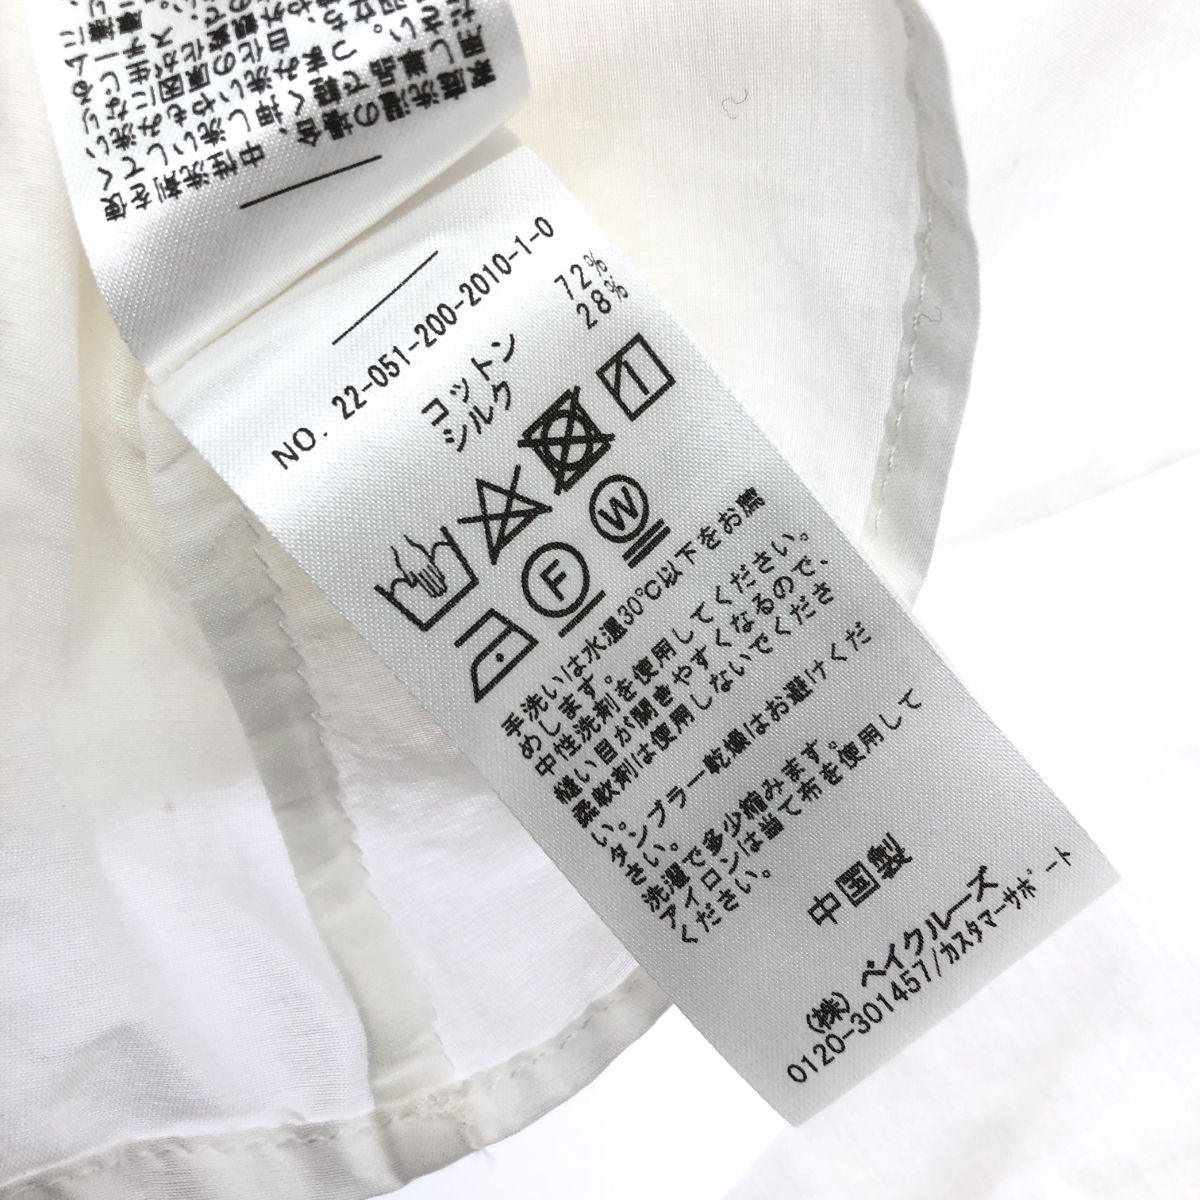 NO. 22-051-200-2010-1-0
コットン 72%
シルク 28%
F
W
手洗いは水温30℃以下をお薦
めします。
中性洗剤を使用してください。
縫い目が開きやすくなるので、
柔軟剤は使用しないでくださ
い。
タンブラー乾燥はお避けくだ
さい。
洗濯で多少縮みます。
アイロンは当て布を使用して
ください。
中国製
(株) ベイクルーズ
0120-301457/カスタマーサポート